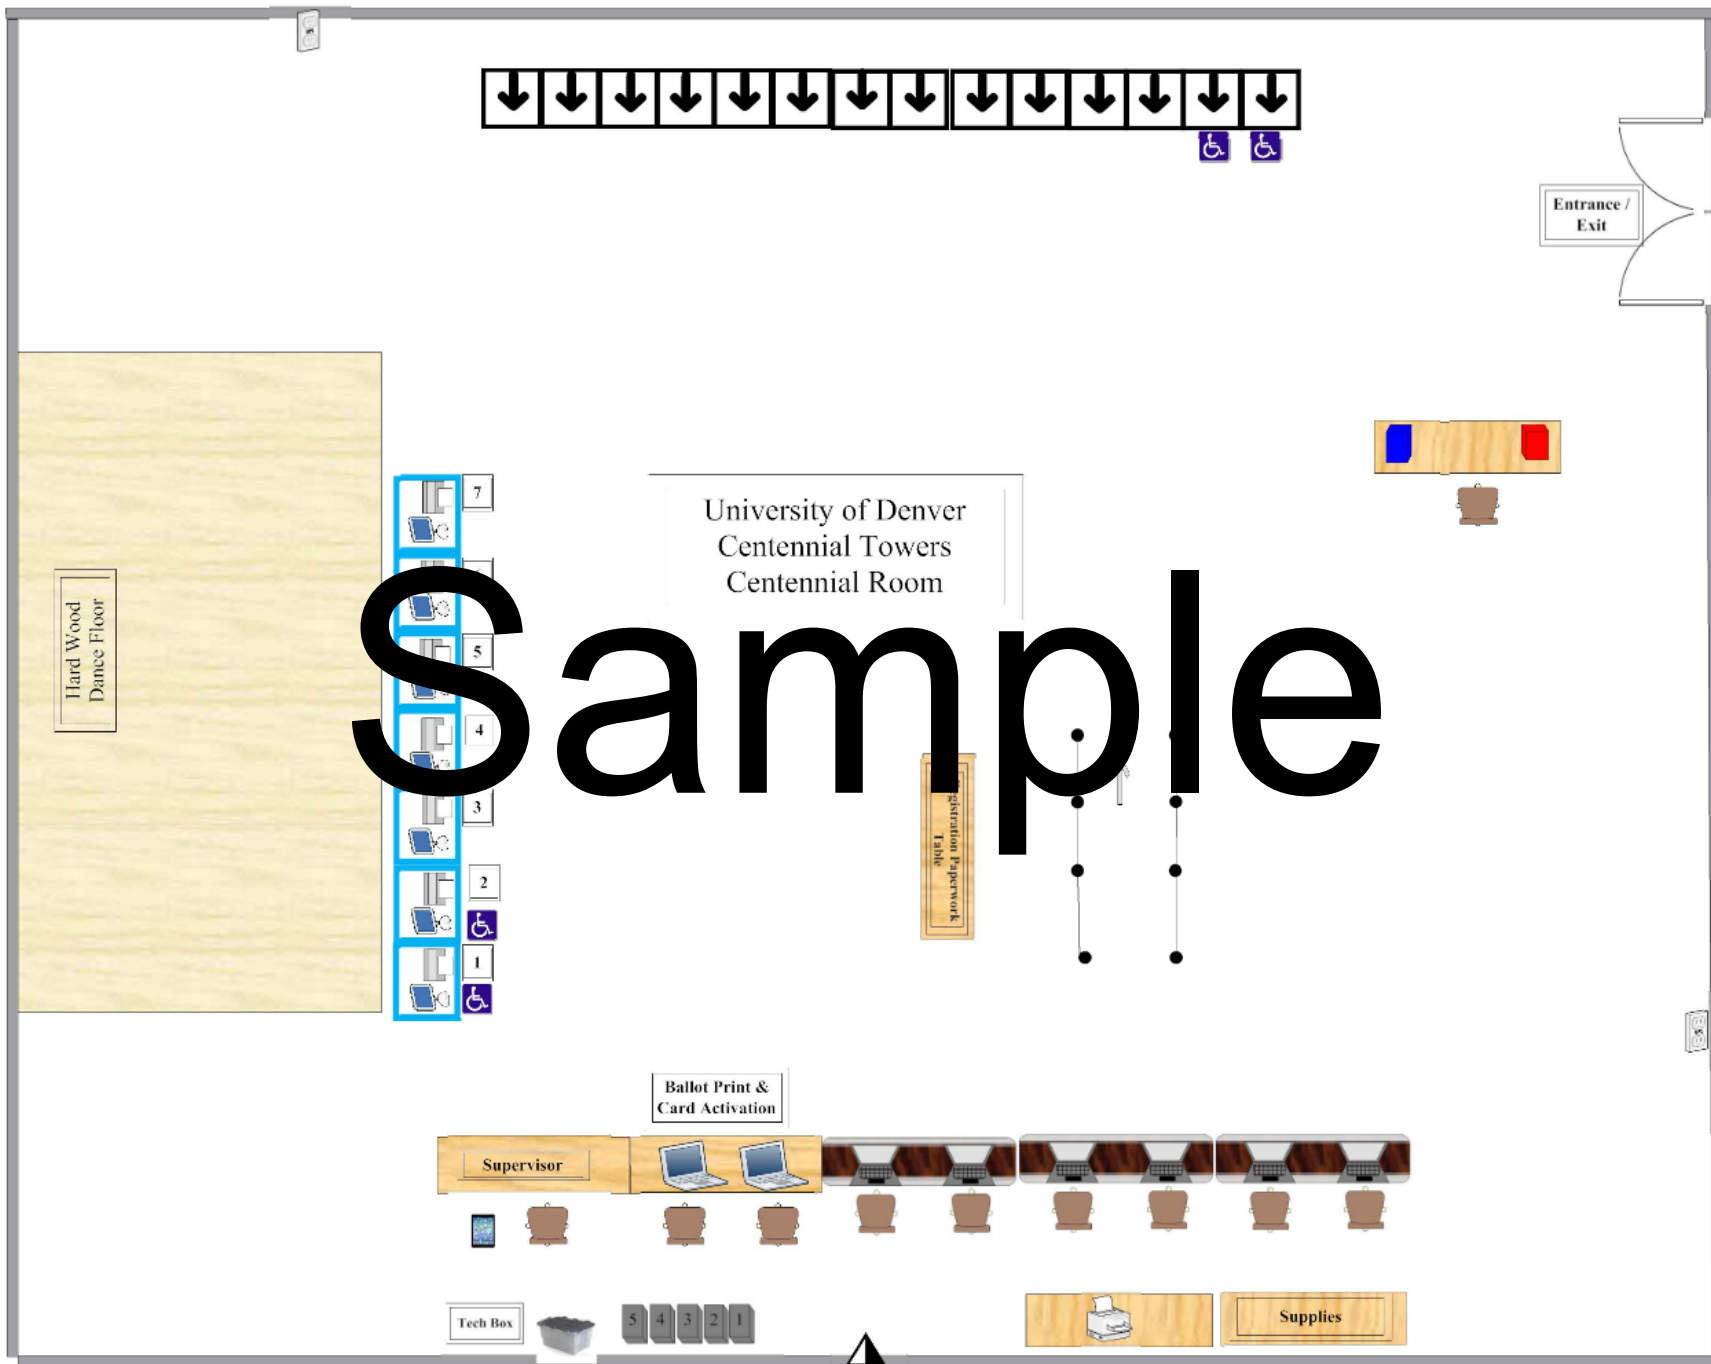 Entrance /
Exit
University of Denver
Centennial Towers
Centennial Room
Sample
Hard Wood
Dance Floor
7
5
4
3
2
1
Paperwork
Table
Ballot Print &
Card Activation
Supervisor
Tech Box
5 4 3 2 1
Supplies